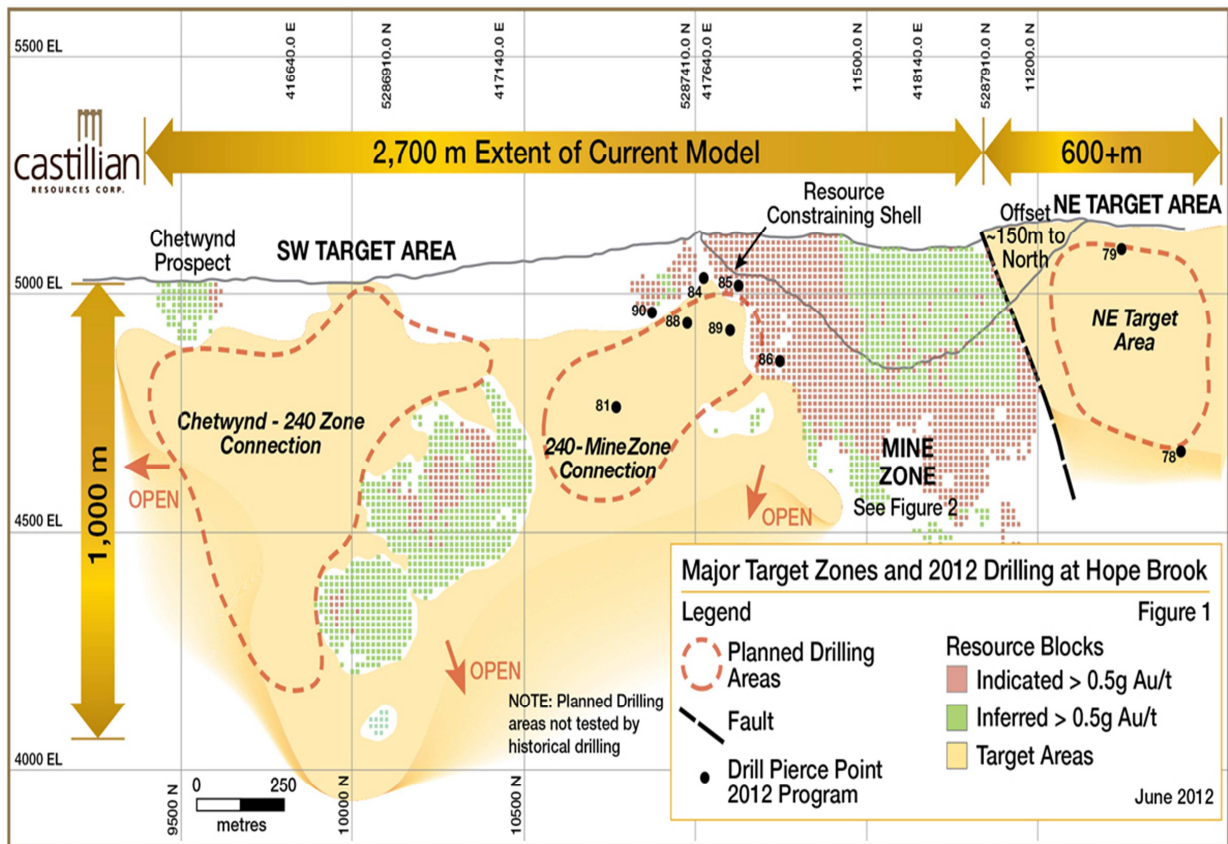 5500 EL
416640.0 E
5286910.0 N
417140.0 E
5287410.0 N
417640.0 E
11500.0 N
418140.0 E
5287910.0 N
11200.0 N
castillian
RESOURCES CORP.
2,700 m Extent of Current Model
600+m
Chetwynd
Prospect
SW TARGET AREA
Resource
Constraining Shell
Offset
~150m to
North
NE TARGET AREA
5000 EL
79
84
85
90
88
89
86
81
78
NE Target
Area
Chetwynd - 240 Zone
Connection
240-Mine Zone
Connection
MINE
ZONE
See Figure 2
OPEN
OPEN
OPEN
1,000 m
4500 EL
4000 EL
NOTE: Planned Drilling
areas not tested by
historical drilling
0 250
metres
9500 N
10000 N
10500 N
Major Target Zones and 2012 Drilling at Hope Brook
Legend
Figure 1
Planned Drilling
Areas
Fault
Drill Pierce Point
2012 Program
Resource Blocks
Indicated > 0.5g Au/t
Inferred > 0.5g Au/t
Target Areas
June 2012